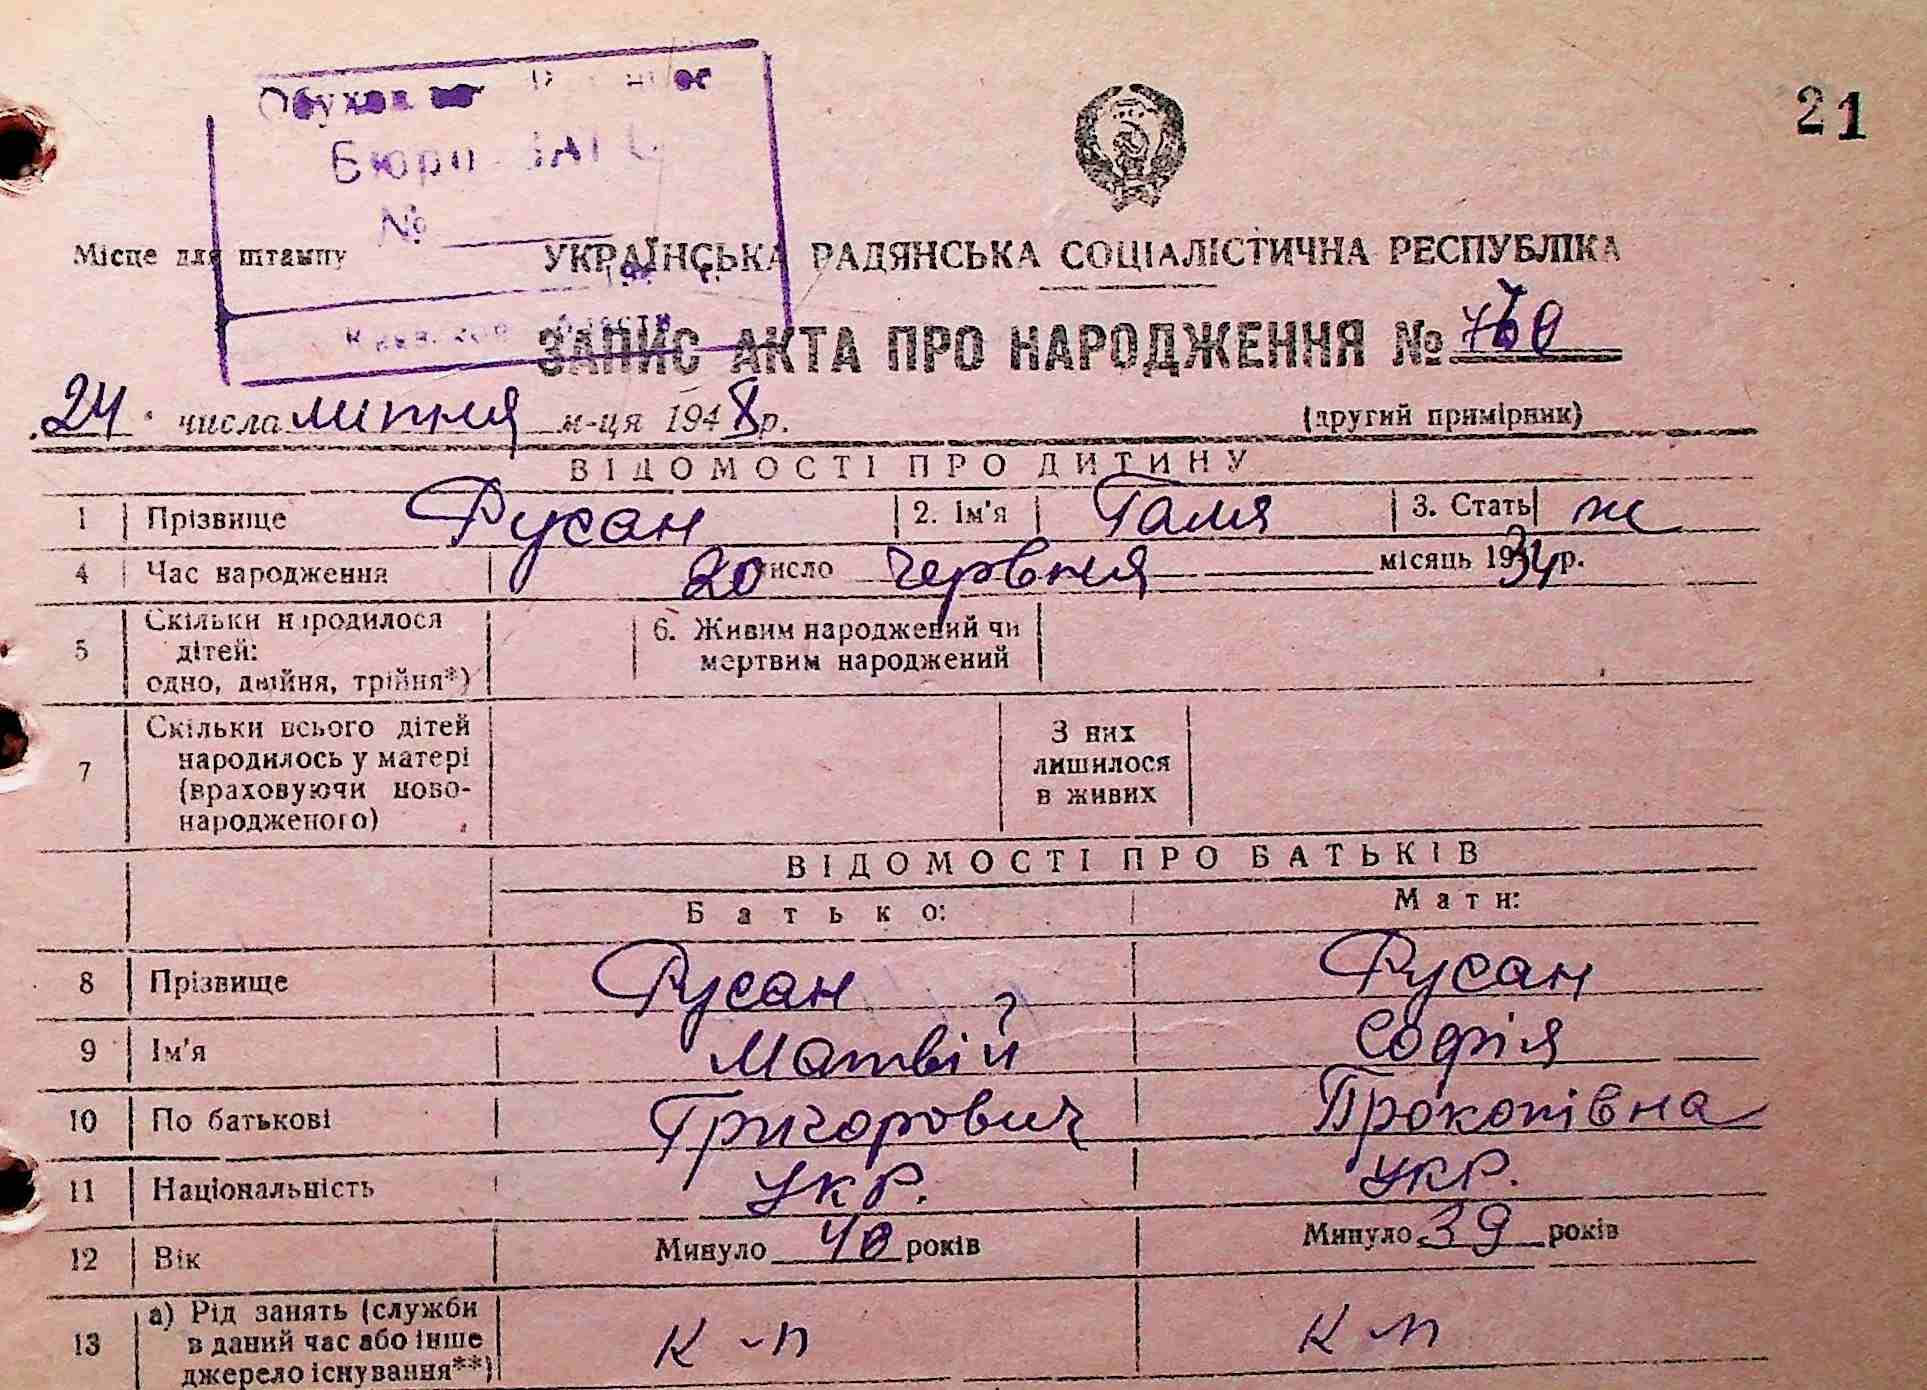 21
Бюро ЗАГС
№
Місце для штампу
УКРАЇНСЬКА РАДЯНСЬКА СОЦІАЛІСТИЧНА РЕСПУБЛІКА
ЗАПИС АКТА ПРО НАРОДЖЕННЯ №
24 числа липня м-ця 1948 р.
(другий примірник)
ВІДОМОСТІ ПРО ДИТИНУ
1 Прізвище Русан 2. Ім'я Галя 3. Стать ж
4 Час народження 20 число червня місяць 1934 р.
5 Скільки народилося дітей: одно, двійня, трійня*) 6. Живим народжений чи мертвим народжений
7 Скільки всього дітей народилось у матері (враховуючи ново-народженого) З них лишилося в живих
ВІДОМОСТІ ПРО БАТЬКІВ
Батько: Мати:
8 Прізвище Русан Русан
9 Ім'я Матвій Софія
10 По батькові Григорович Прокопівна
11 Національність укр. укр.
12 Вік Минуло 40 років Минуло 39 років
13 а) Рід занять (служби в даний час або інше джерело існування**) к-п к-п